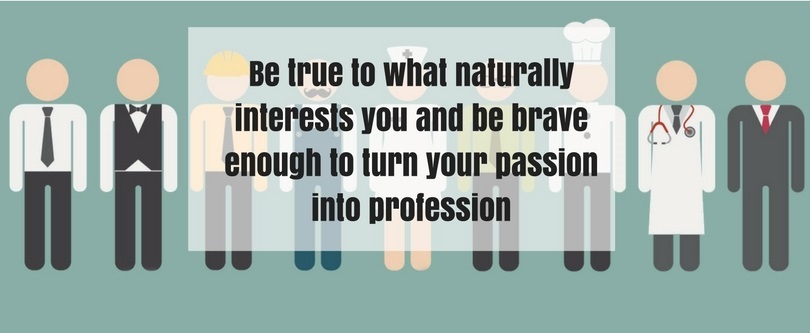 Be true to what naturally
interests you and be brave
enough to turn your passion
into profession